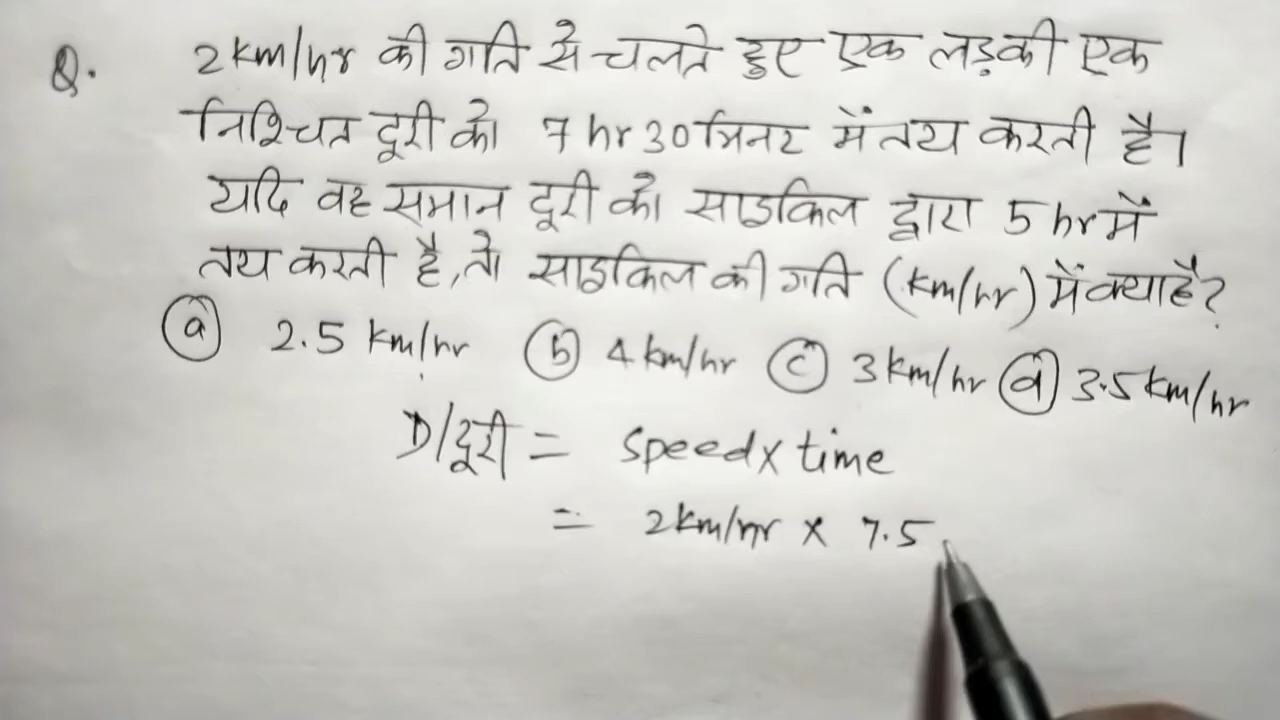 Q. 2km/hr की गति से चलते हुए एक लड़की एक
निश्चित दूरी को 7 hr 30 मिनट में तय करती है।
यदि वह समान दूरी को साइकिल द्वारा 5 hr में
तय करती है, तो साइकिल की गति (km/hr) में क्या है?
(a) 2.5 km/hr (b) 4 km/hr (c) 3 km/hr (d) 3.5 km/hr
D/दूरी = speed x time
= 2km/hr x 7.5